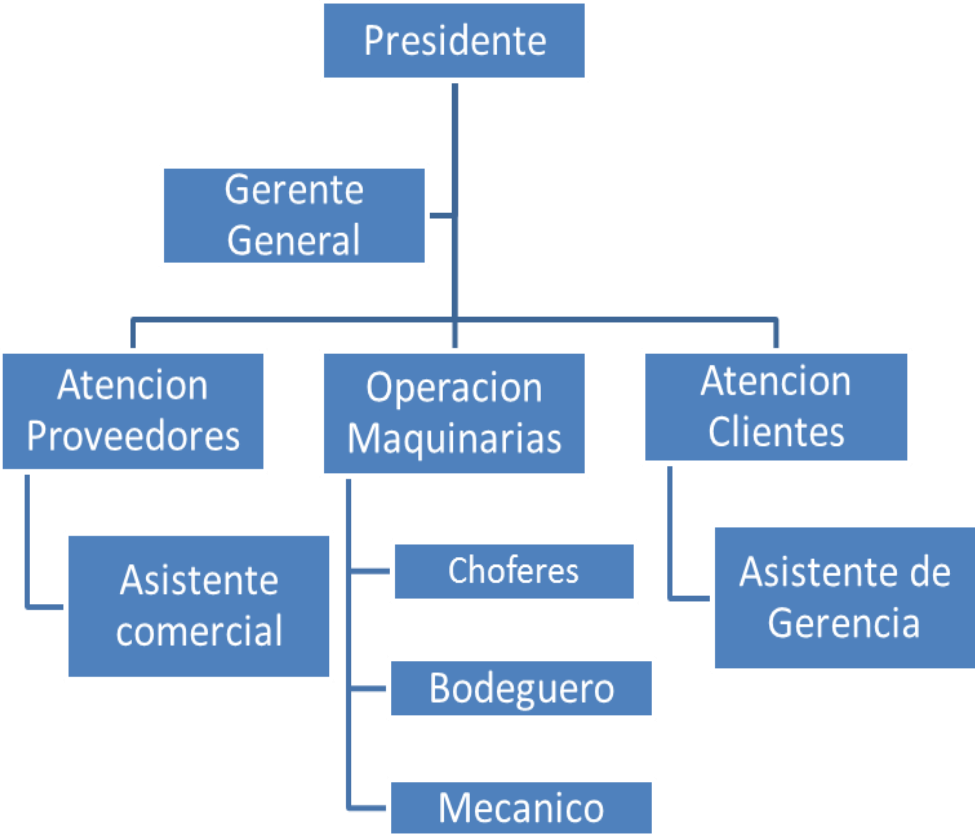 Presidente
Gerente
General
Atencion
Proveedores
Operacion
Maquinarias
Atencion
Clientes
Asistente
comercial
Choferes
Bodeguero
Mecanico
Asistente de
Gerencia